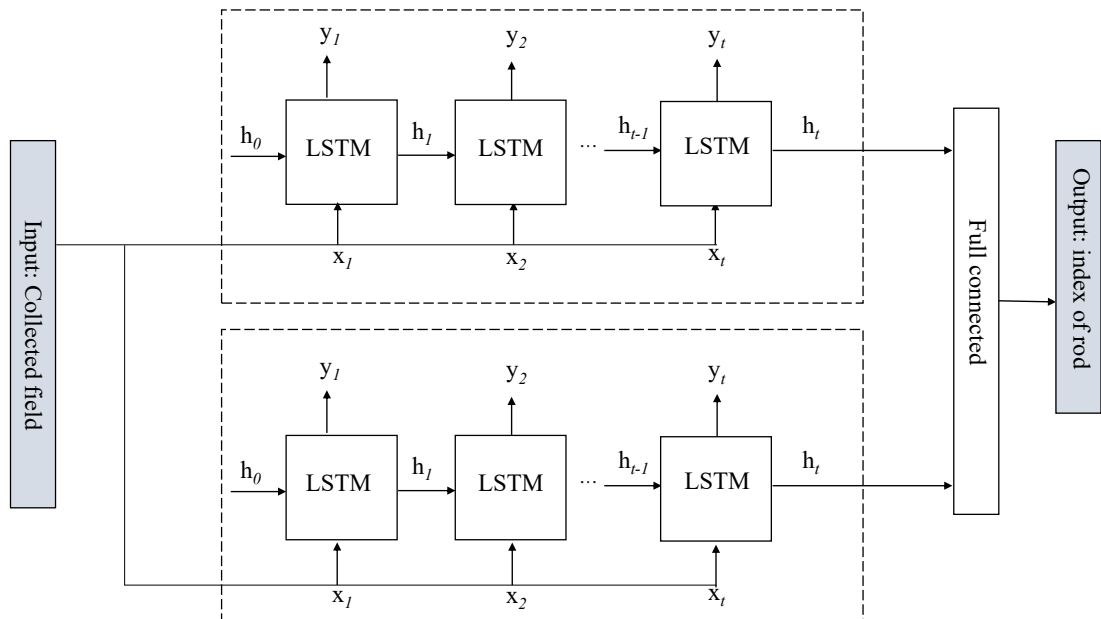 Input: Collected field
y1 y2 yt
h0 LSTM h1 LSTM ... ht-1 LSTM ht
x1 x2 xt
y1 y2 yt
h0 LSTM h1 LSTM ... ht-1 LSTM ht
x1 x2 xt
Full connected
Output: index of rod